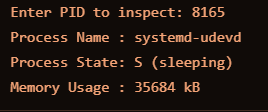 Enter PID to inspect: 8165
Process Name : systemd-udevd
Process State: S (sleeping)
Memory Usage : 35684 kB